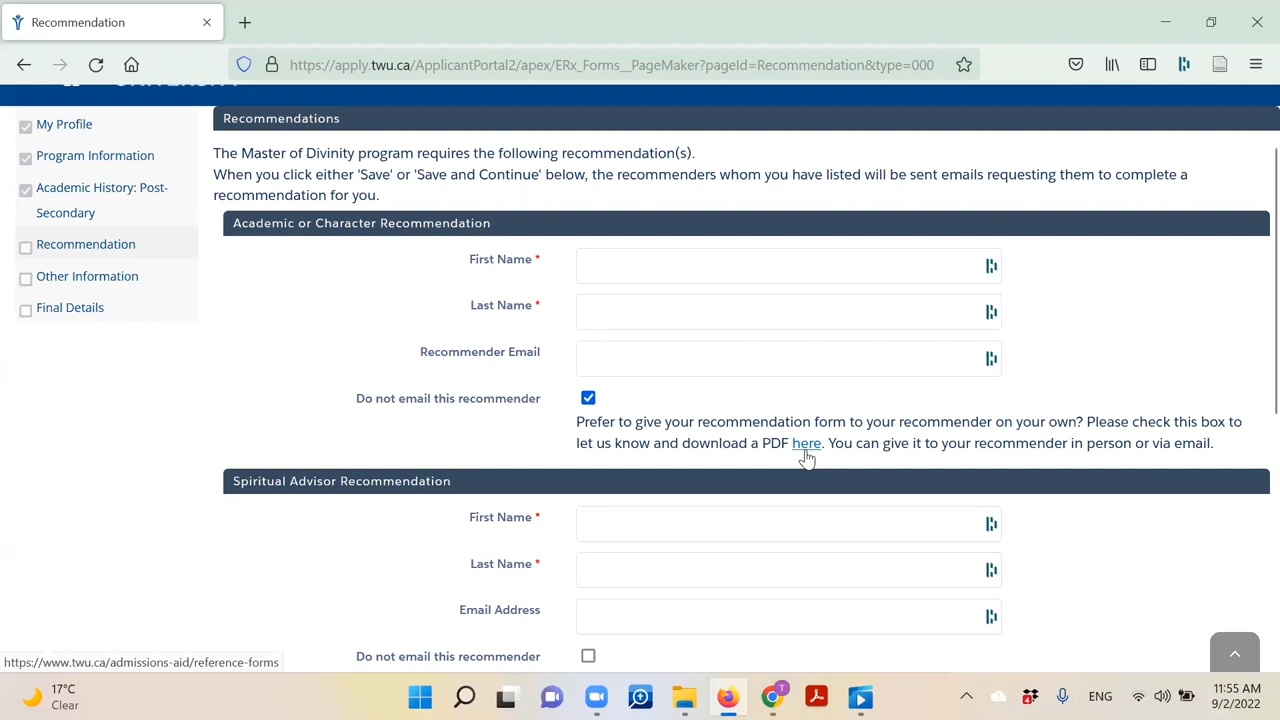 Recommendation
https://apply.twu.ca/ApplicantPortal2/apex/ERx_Forms__PageMaker?pageId=Recommendation&type=000
UNIVERSITY
My Profile
Program Information
Academic History: Post-
Secondary
Recommendation
Other Information
Final Details
Recommendations
The Master of Divinity program requires the following recommendation(s).
When you click either 'Save' or 'Save and Continue' below, the recommenders whom you have listed will be sent emails requesting them to complete a
recommendation for you.
Academic or Character Recommendation
First Name *
Last Name *
Recommender Email
Do not email this recommender
Prefer to give your recommendation form to your recommender on your own? Please check this box to
let us know and download a PDF here. You can give it to your recommender in person or via email.
Spiritual Advisor Recommendation
First Name *
Last Name *
Email Address
Do not email this recommender
https://www.twu.ca/admissions-aid/reference-forms
17°C
Clear
T
4
ENG
11:55 AM
9/2/2022